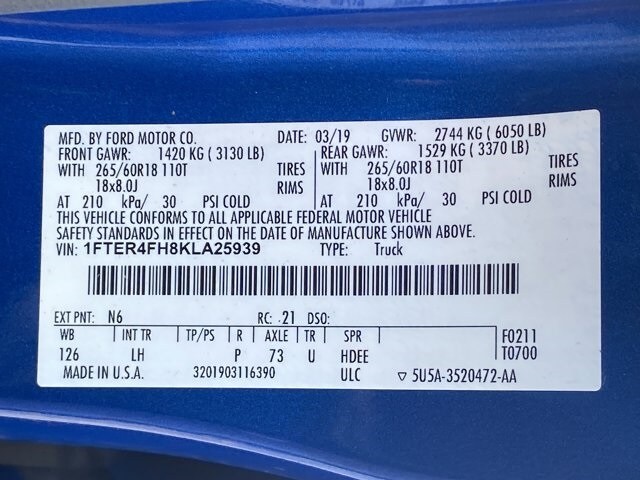 MFD. BY FORD MOTOR CO. DATE: 03/19 GVWR: 2744 KG ( 6050 LB)
FRONT GAWR: 1420 KG ( 3130 LB) REAR GAWR: 1529 KG ( 3370 LB)
WITH 265/60R18 110T TIRES WITH 265/60R18 110T TIRES
18x8.0J RIMS 18x8.0J RIMS
AT 210 kPa/ 30 PSI COLD AT 210 kPa/ 30 PSI COLD
THIS VEHICLE CONFORMS TO ALL APPLICABLE FEDERAL MOTOR VEHICLE
SAFETY STANDARDS IN EFFECT ON THE DATE OF MANUFACTURE SHOWN ABOVE.
VIN: 1FTER4FH8KLA25939 TYPE: Truck
EXT PNT: N6 RC: 21 DSO:
WB INT TR TP/PS R AXLE TR SPR F0211
126 LH P 73 U HDEE T0700
MADE IN U.S.A. 3201903116390 ULC ▽ 5U5A-3520472-AA